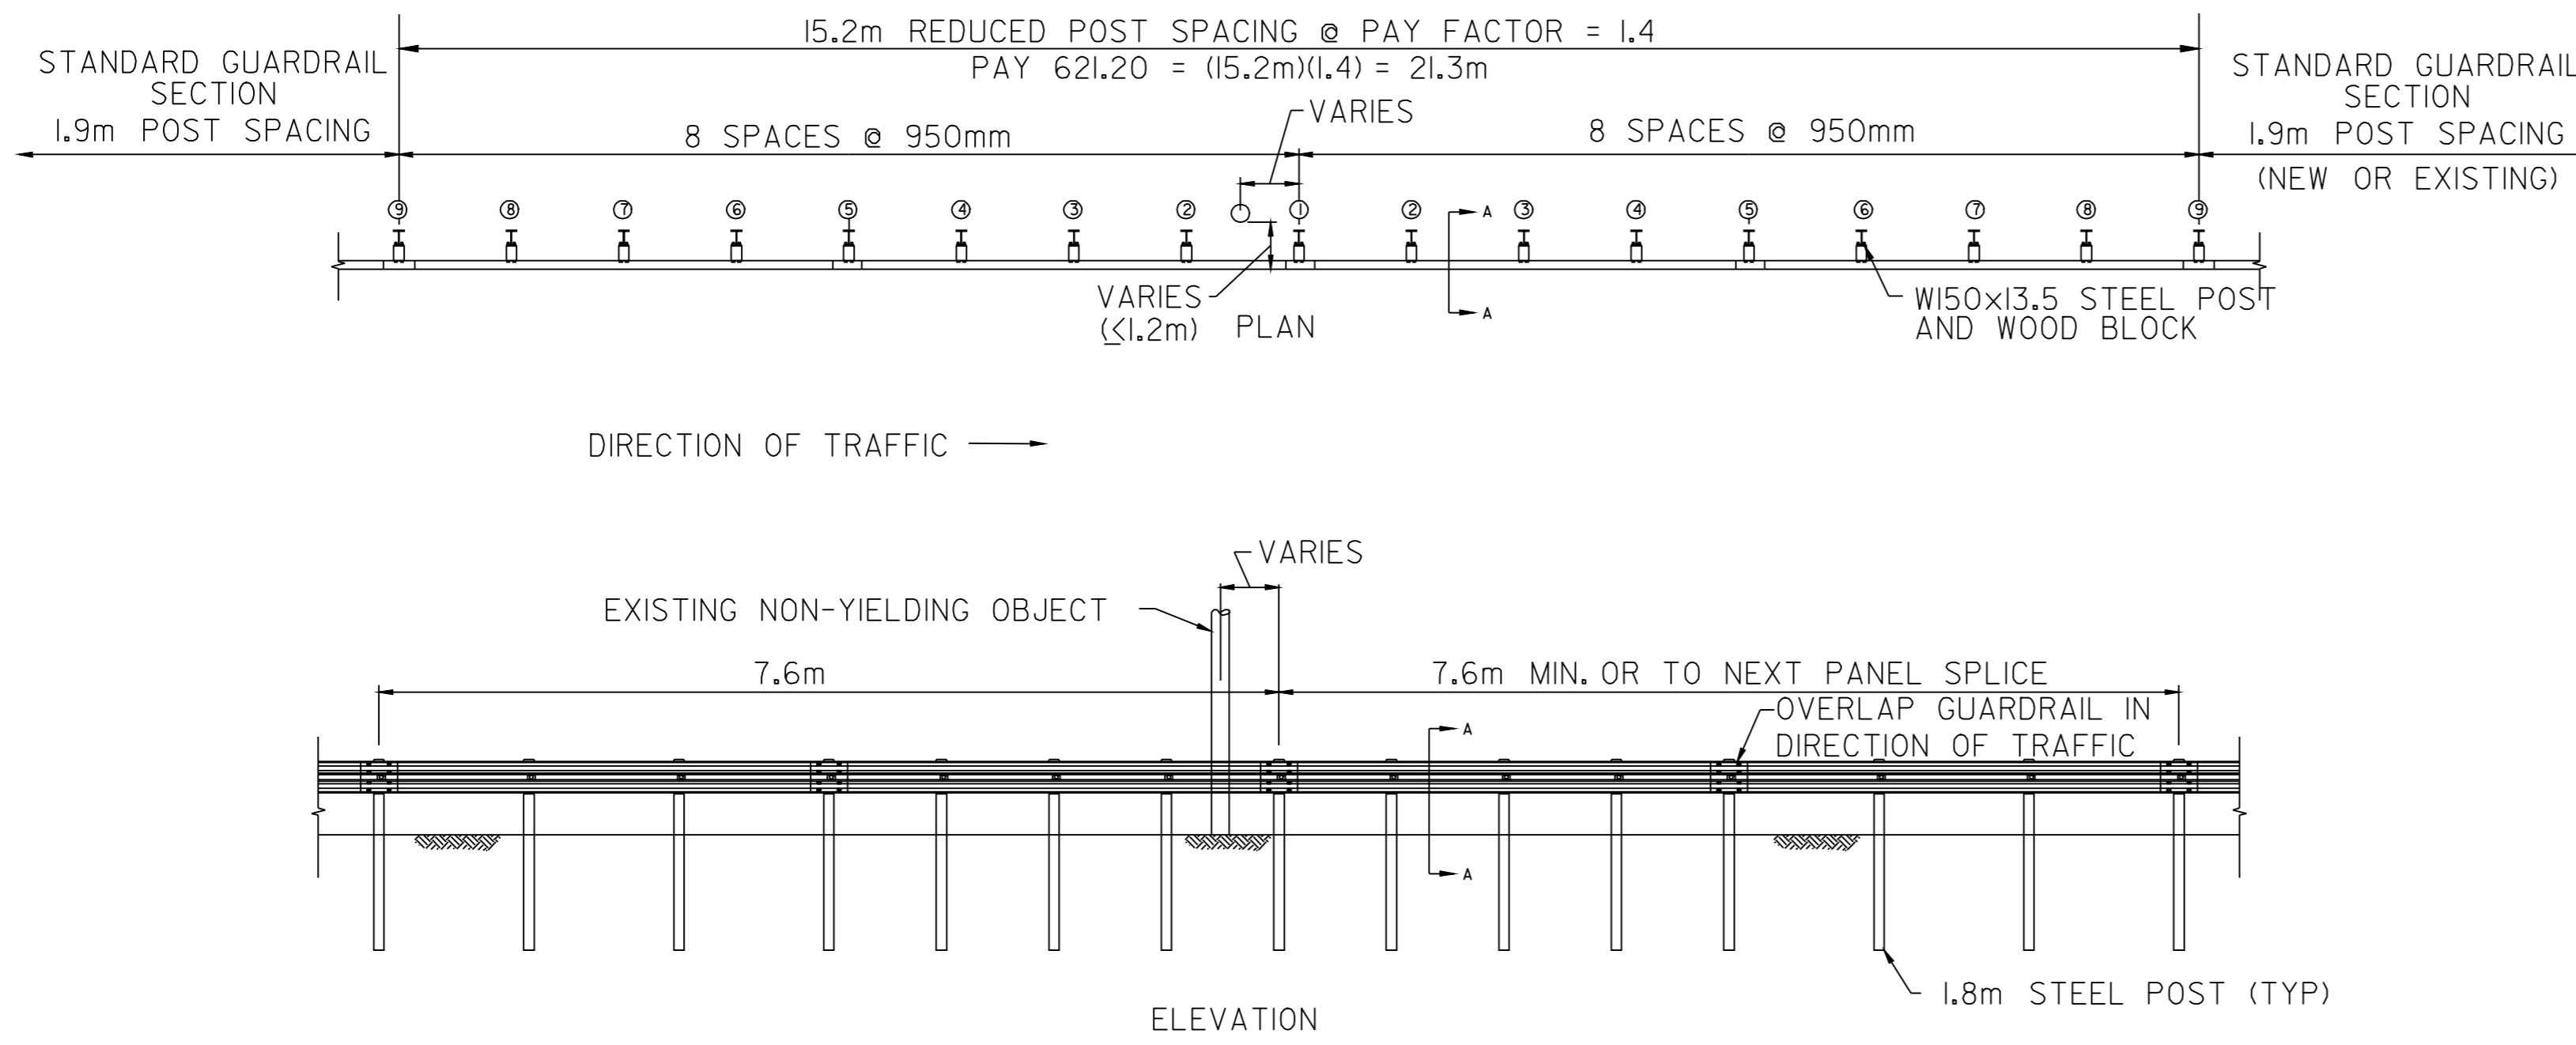 15.2m REDUCED POST SPACING @ PAY FACTOR = 1.4
PAY 621.20 = (15.2m)(1.4) = 21.3m
STANDARD GUARDRAIL
SECTION
1.9m POST SPACING
VARIES
8 SPACES @ 950mm
8 SPACES @ 950mm
STANDARD GUARDRAIL
SECTION
1.9m POST SPACING
(NEW OR EXISTING)
9 8 7 6 5 4 3 2 1 2 3 4 5 6 7 8 9
A
A
VARIES
(≤1.2m)
PLAN
W150x13.5 STEEL POST
AND WOOD BLOCK
DIRECTION OF TRAFFIC
VARIES
EXISTING NON-YIELDING OBJECT
7.6m
7.6m MIN. OR TO NEXT PANEL SPLICE
OVERLAP GUARDRAIL IN
DIRECTION OF TRAFFIC
A
A
1.8m STEEL POST (TYP)
ELEVATION